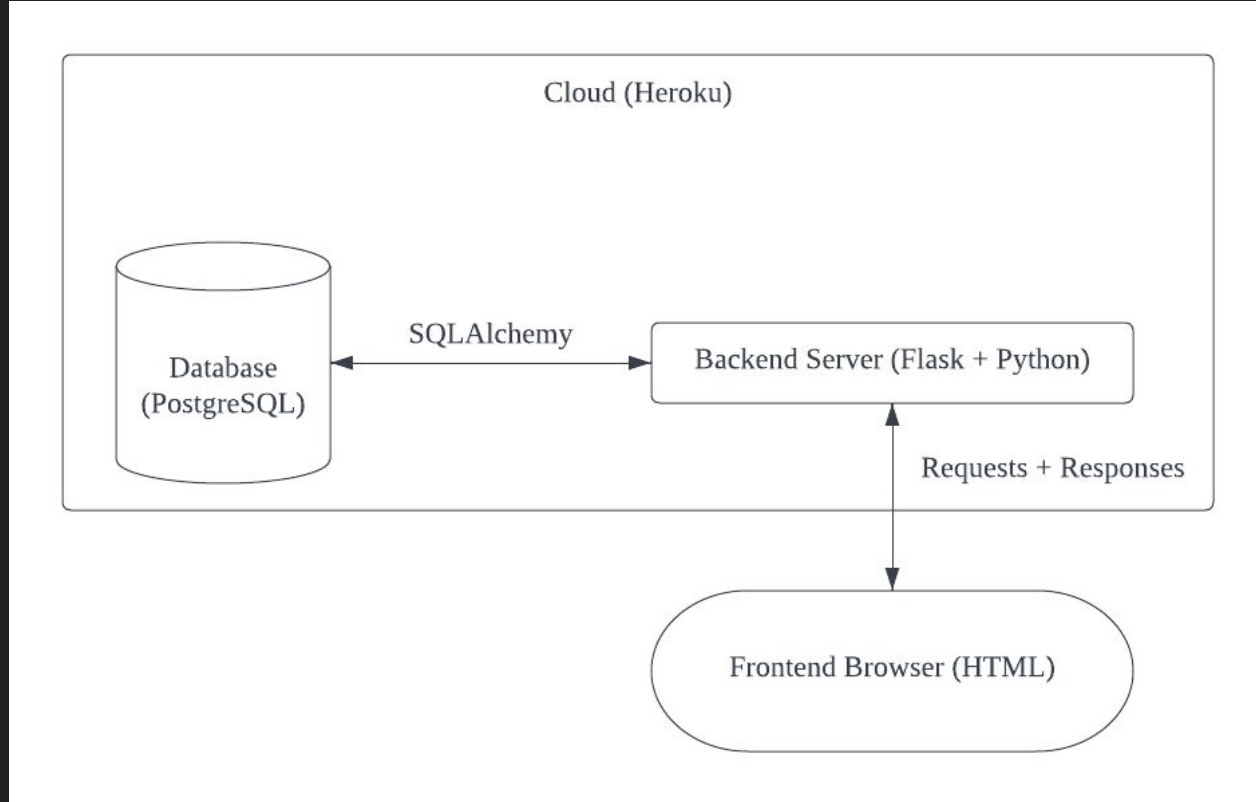 Cloud (Heroku)
SQLAlchemy
Database
(PostgreSQL)
Backend Server (Flask + Python)
Requests + Responses
Frontend Browser (HTML)